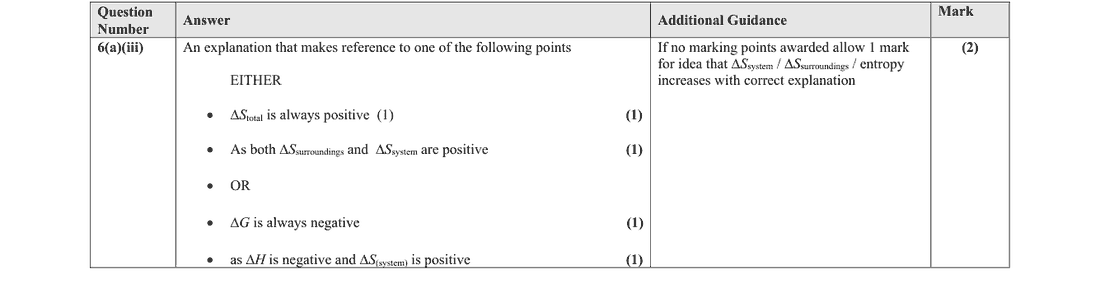 Question Number Answer Additional Guidance Mark
6(a)(iii) An explanation that makes reference to one of the following points If no marking points awarded allow 1 mark (2)
for idea that ΔSsystem / ΔSsurroundings / entropy
EITHER increases with correct explanation
• ΔStotal is always positive (1) (1)
• As both ΔSsurroundings and ΔSsystem are positive (1)
• OR
• ΔG is always negative (1)
• as ΔH is negative and ΔS(system) is positive (1)